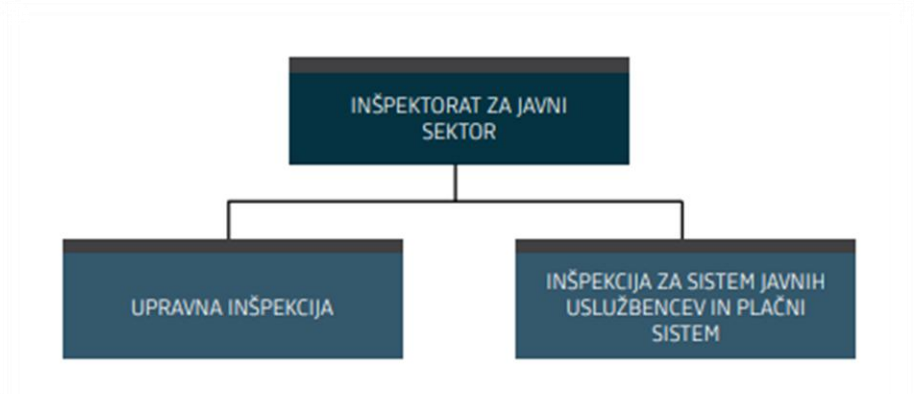 INŠPEKTORAT ZA JAVNI
SEKTOR
UPRAVNA INŠPEKCIJA
INŠPEKCIJA ZA SISTEM JAVNIH
USLUŽBENCEV IN PLAČNI
SISTEM